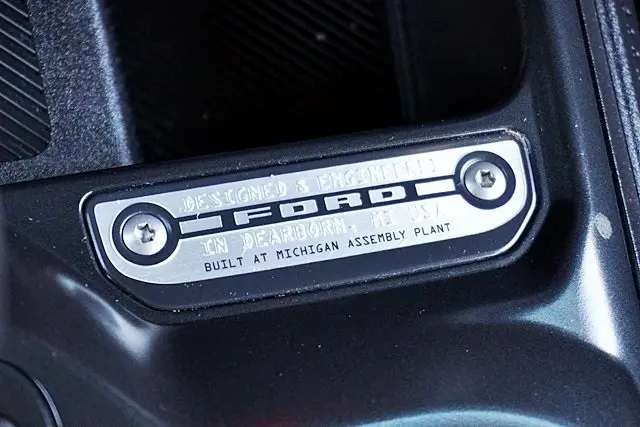 DESIGNED & ENGINEERED
FORD
IN DEARBORN, MI USA
BUILT AT MICHIGAN ASSEMBLY PLANT